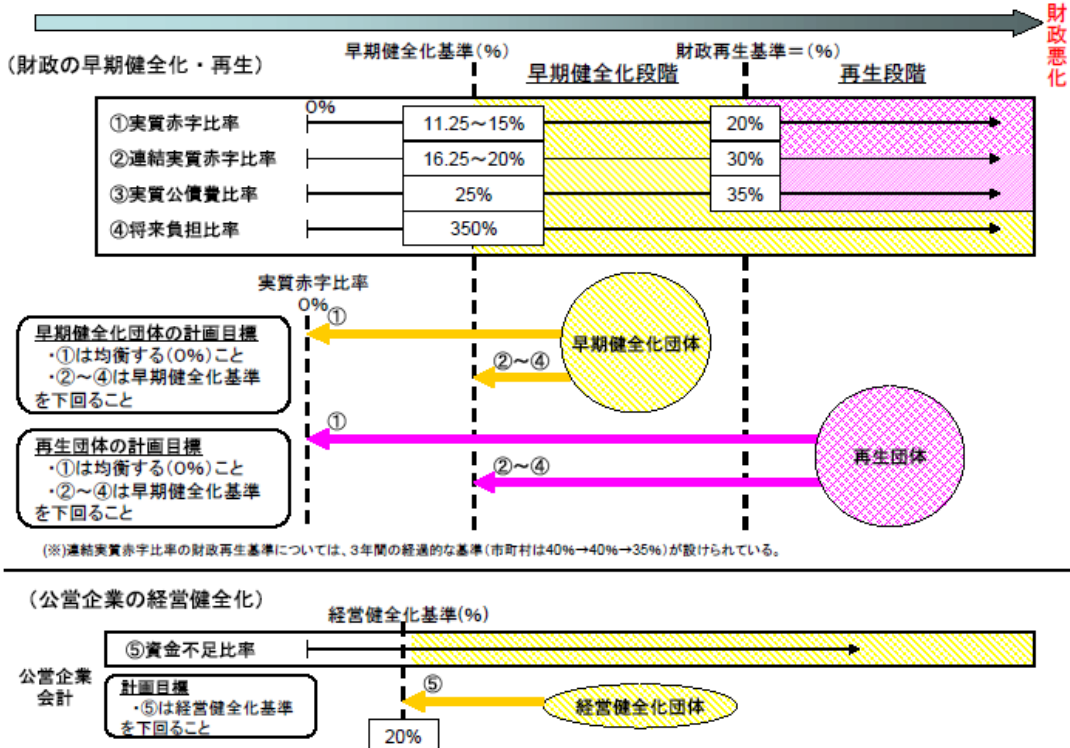 財政悪化
早期健全化基準(%)
財政再生基準＝(%)
(財政の早期健全化・再生)
早期健全化段階
再生段階
0%
①実質赤字比率
11.25～15%
20%
②連結実質赤字比率
16.25～20%
30%
③実質公債費比率
25%
35%
④将来負担比率
350%
実質赤字比率
0%
早期健全化団体の計画目標
・①は均衡する(0%)こと
・②～④は早期健全化基準
を下回ること
①
②～④
早期健全化団体
再生団体の計画目標
・①は均衡する(0%)こと
・②～④は早期健全化基準
を下回ること
①
②～④
再生団体
(※)連結実質赤字比率の財政再生基準については、3年間の経過的な基準(市町村は40%→40%→35%)が設けられている。
(公営企業の経営健全化)
経営健全化基準(%)
⑤資金不足比率
公営企業
会計
計画目標
・⑤は経営健全化基準
を下回ること
⑤
経営健全化団体
20%